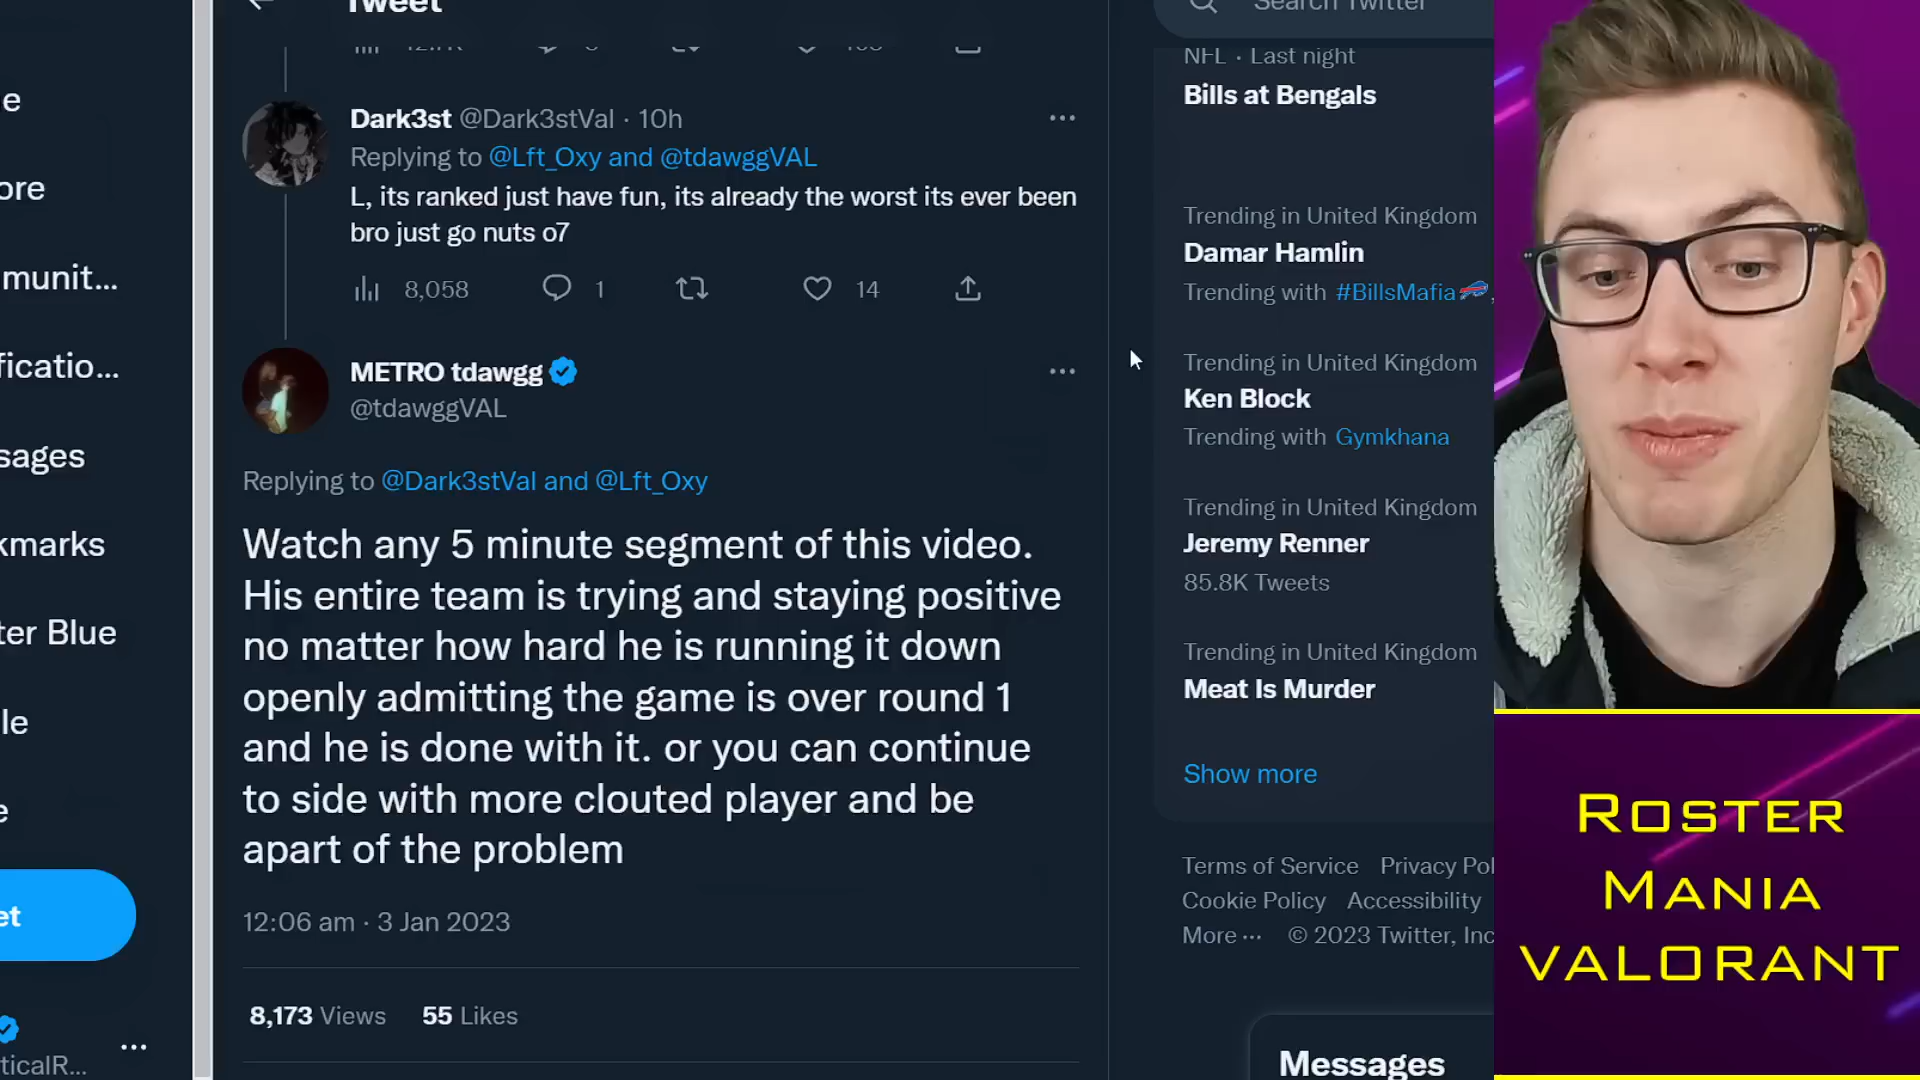 Tweet
Search Twitter
e
ore
munit...
ficatio...
sages
kmarks
ter Blue
le
e
et
ticalR...
Dark3st @Dark3stVal · 10h
Replying to @Lft_Oxy and @tdawggVAL
L, its ranked just have fun, its already the worst its ever been
bro just go nuts o7
8,058 1 14
METRO tdawgg
@tdawggVAL
Replying to @Dark3stVal and @Lft_Oxy
Watch any 5 minute segment of this video.
His entire team is trying and staying positive
no matter how hard he is running it down
openly admitting the game is over round 1
and he is done with it. or you can continue
to side with more clouted player and be
apart of the problem
12:06 am · 3 Jan 2023
8,173 Views 55 Likes
NFL · Last night
Bills at Bengals
Trending in United Kingdom
Damar Hamlin
Trending with #BillsMafia,
Trending in United Kingdom
Ken Block
Trending with Gymkhana
Trending in United Kingdom
Jeremy Renner
85.8K Tweets
Trending in United Kingdom
Meat Is Murder
Show more
Terms of Service Privacy Pol
Cookie Policy Accessibility
More ··· © 2023 Twitter, Inc
Messages
ROSTER
MANIA
VALORANT